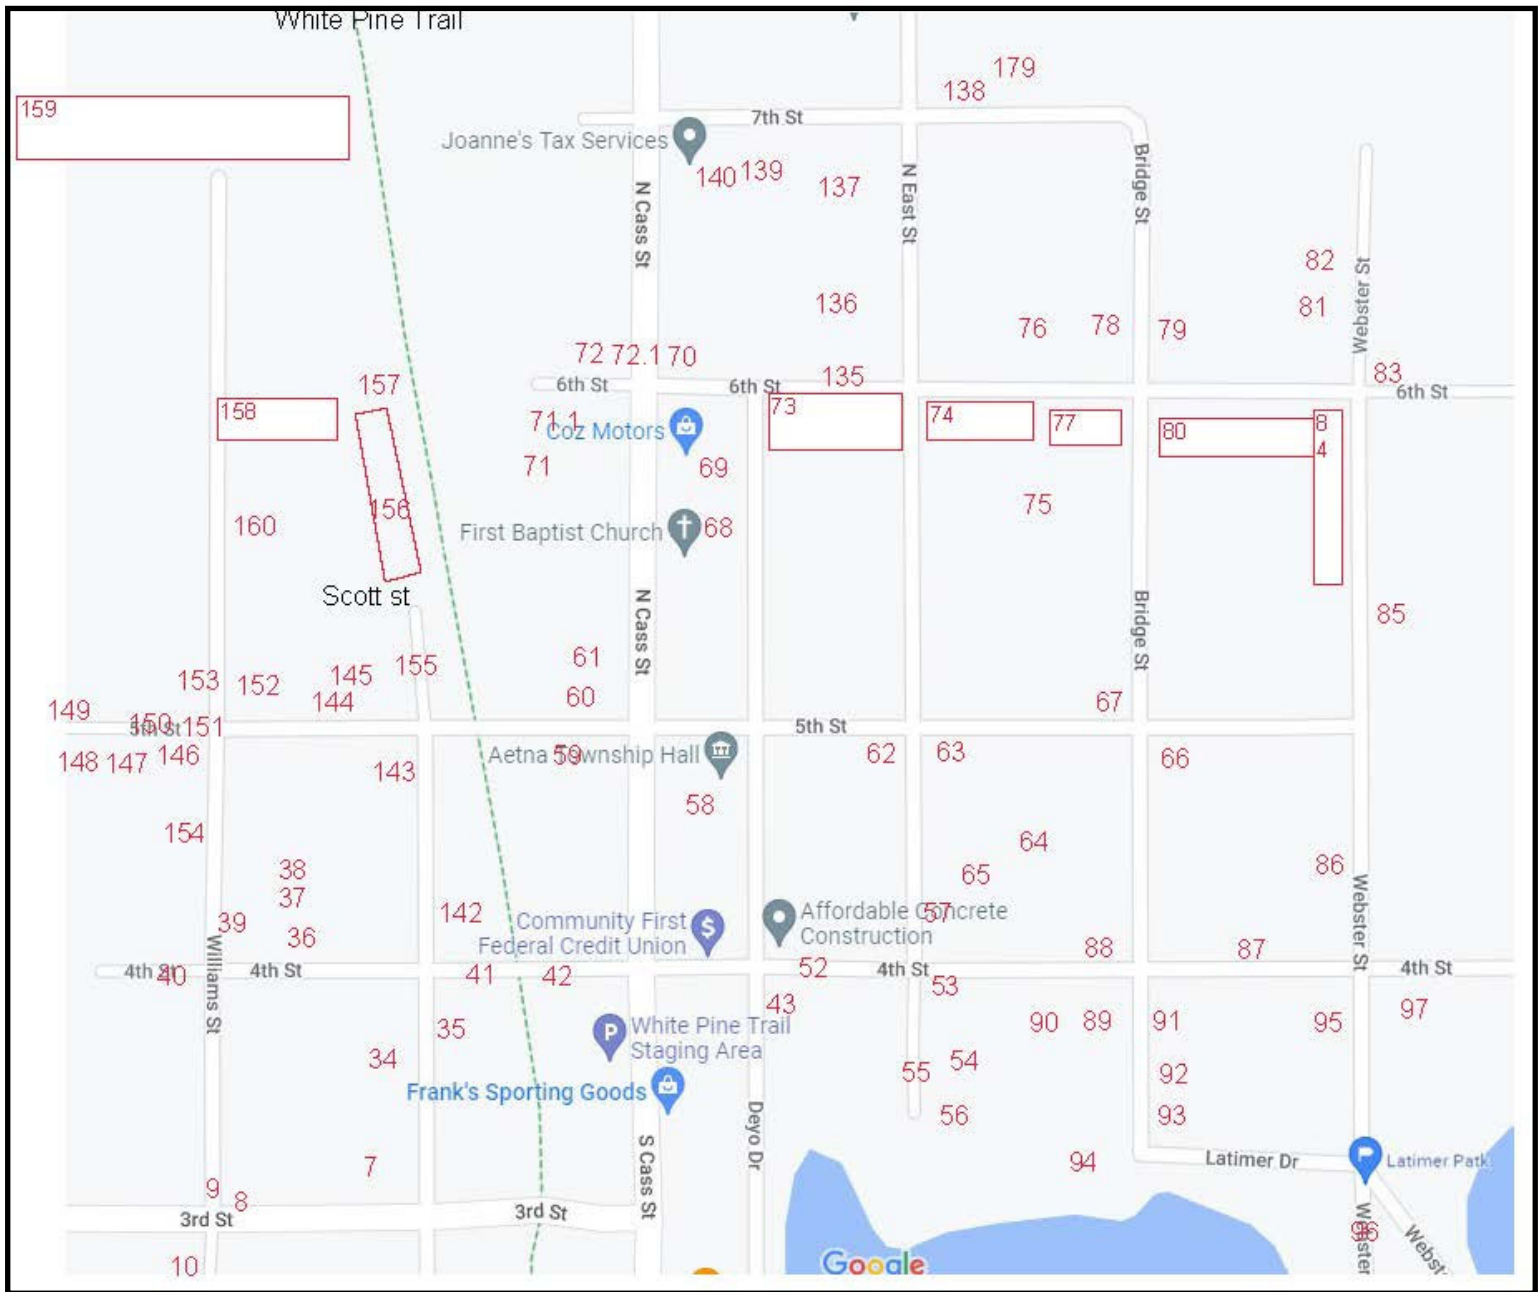 White Pine Trail
179
138
159
7th St
Joanne's Tax Services
140
139
137
N Cass St
N East St
Bridge St
82
Webster St
81
136
76
78
79
72
72.1
70
135
83
157
6th St
6th St
6th St
158
73
74
77
80
8
4
71.1
Coz Motors
71
69
75
156
160
First Baptist Church
68
Scott st
N Cass St
Bridge St
85
61
155
145
153
152
144
60
67
149
150
151
5th St
5th St
Aetna Township Hall
59
62
63
66
148
147
146
143
58
154
64
38
65
86
37
39
142
36
57
Community First
Federal Credit Union
Affordable Concrete
Construction
Williams St
Webster St
88
87
4th St
40
4th St
41
42
52
4th St
4th St
53
43
97
35
White Pine Trail
Staging Area
90
89
91
95
34
54
55
92
Frank's Sporting Goods
56
93
Deyo Dr
S Cass St
7
94
Latimer Dr
Latimer Park
9
8
3rd St
3rd St
96
Webster
Webst
10
Google